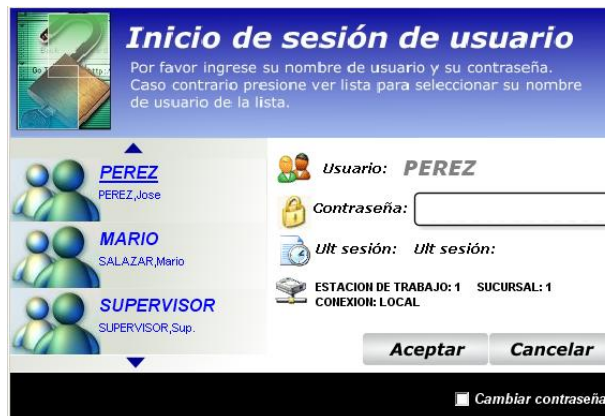 Inicio de sesión de usuario
Por favor ingrese su nombre de usuario y su contraseña.
Caso contrario presione ver lista para seleccionar su nombre
de usuario de la lista.
PEREZ
PEREZ,Jose
MARIO
SALAZAR,Mario
SUPERVISOR
SUPERVISOR,Sup.
Usuario: PEREZ
Contraseña:
Ult sesión: Ult sesión:
ESTACION DE TRABAJO: 1 SUCURSAL: 1
CONEXION: LOCAL
Aceptar Cancelar
Cambiar contraseña